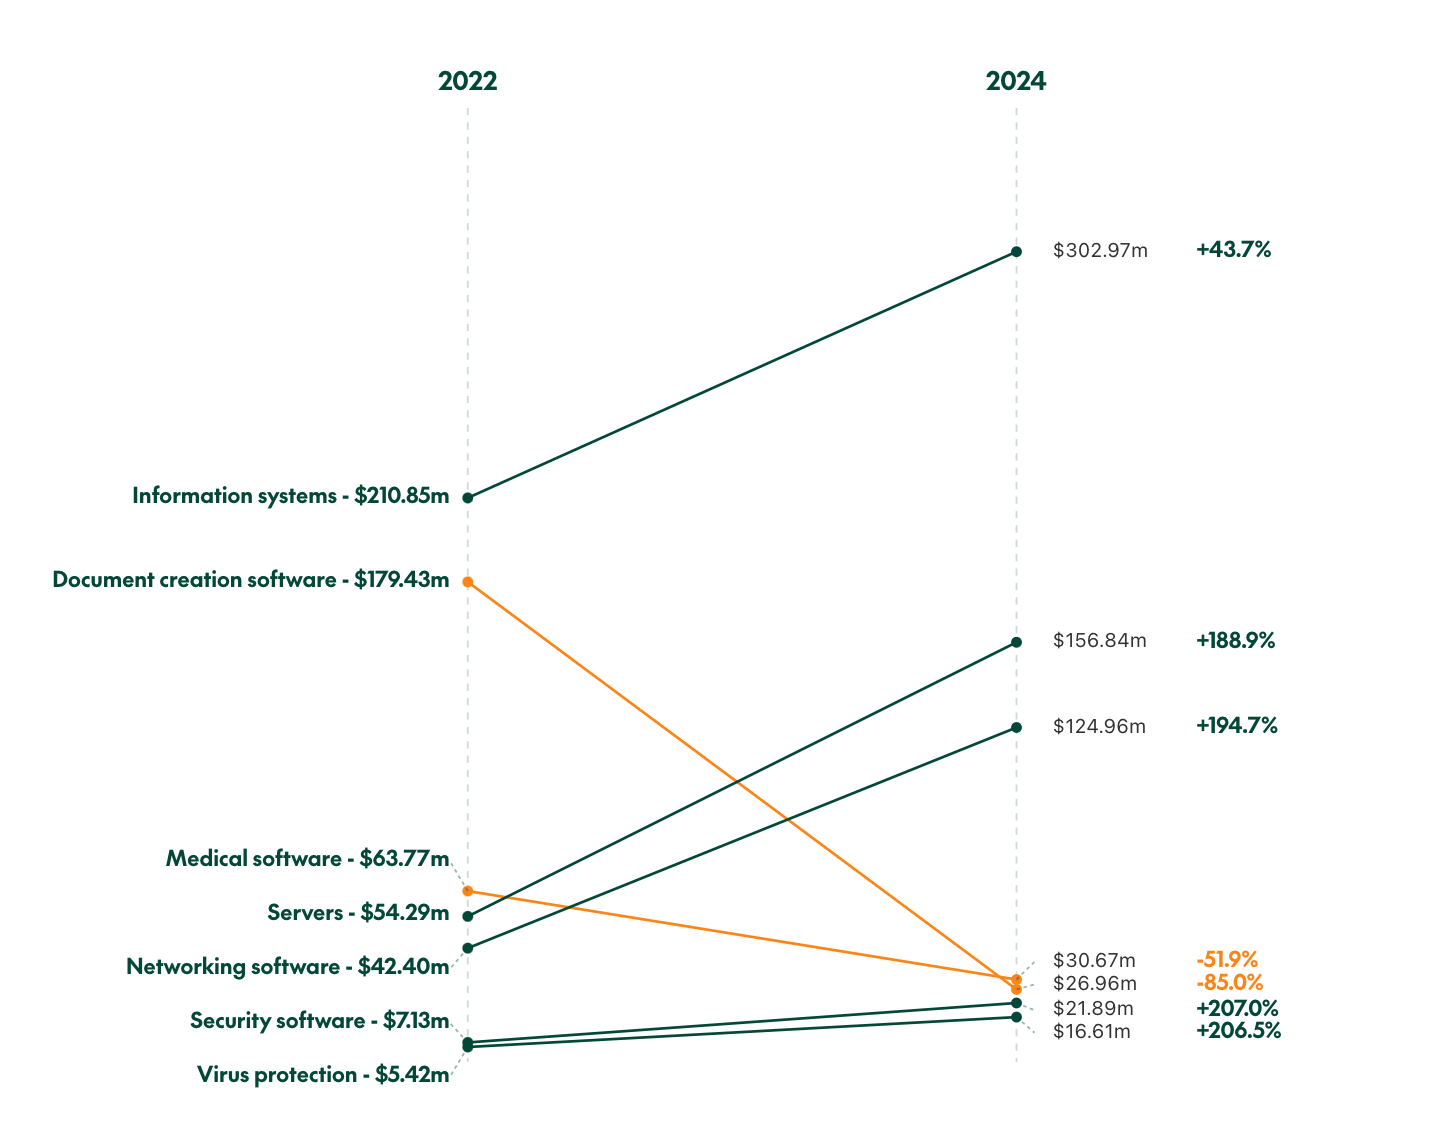 2022 2024
$302.97m +43.7%
Information systems - $210.85m
Document creation software - $179.43m
$156.84m +188.9%
$124.96m +194.7%
Medical software - $63.77m
Servers - $54.29m
Networking software - $42.40m
$30.67m -51.9%
$26.96m -85.0%
$21.89m +207.0%
Security software - $7.13m
$16.61m +206.5%
Virus protection - $5.42m